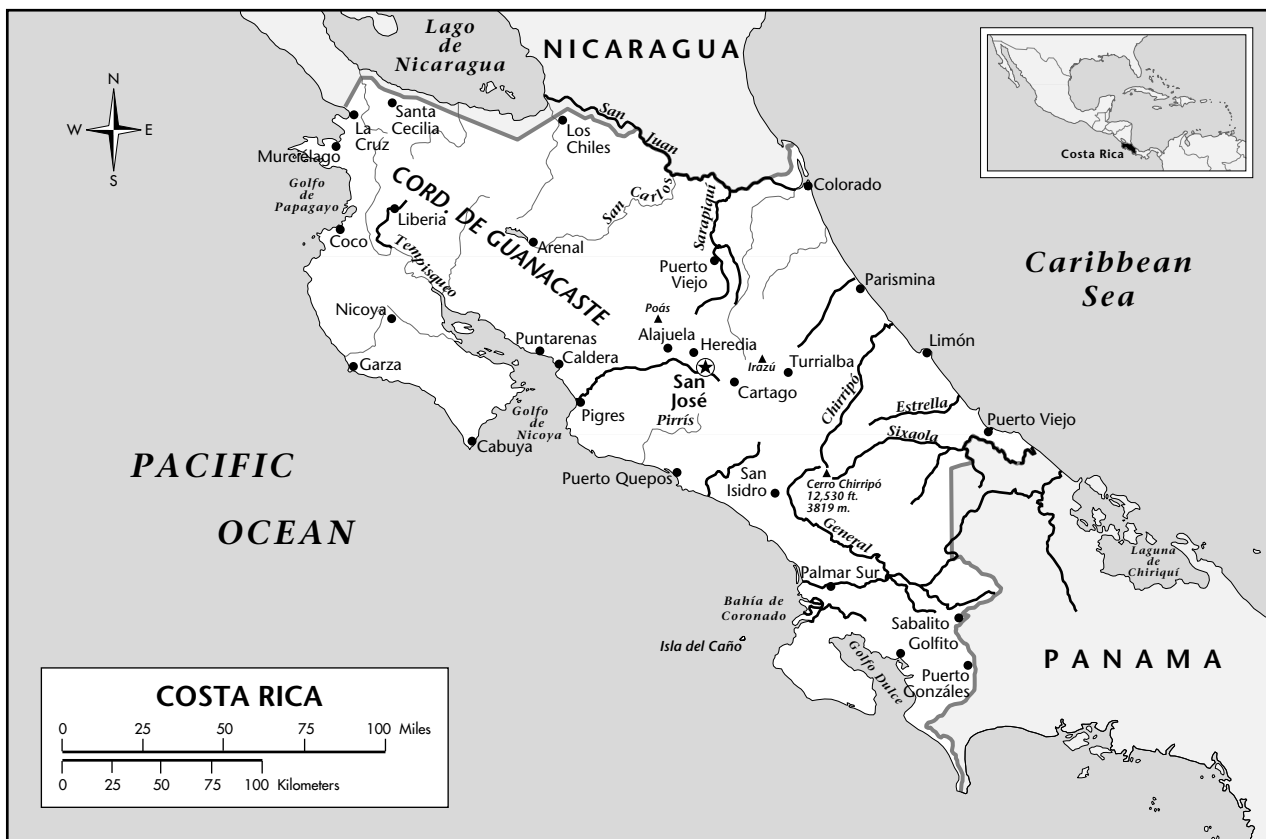 Lago
de
Nicaragua
NICARAGUA
N
W
E
S
Costa Rica
San
Juan
Santa
Cecilia
La
Cruz
Los
Chiles
Murciélago
Golfo
de
Papagayo
CORD. DE GUANACASTE
San Carlos
Sarapiquí
Colorado
Liberia
Coco
Tempisqueo
Arenal
Puerto
Viejo
Caribbean
Sea
Parismina
Nicoya
Poás
Puntarenas
Alajuela
Heredia
Irazú
Turrialba
Limón
Garza
Caldera
San
José
Cartago
Chirripó
Pigres
Golfo
de
Nicoya
Pirrís
Estrella
Sixaola
Puerto Viejo
Cabuya
PACIFIC
OCEAN
Puerto Quepos
San
Isidro
Cerro Chirripó
12,530 ft.
3819 m.
General
Laguna
de
Chiriquí
Palmar Sur
Bahía de
Coronado
Sabalito
Isla del Caño
Golfo Dulce
Golfito
Puerto
Gonzáles
PANAMA
COSTA RICA
0 25 50 75 100 Miles
0 25 50 75 100 Kilometers